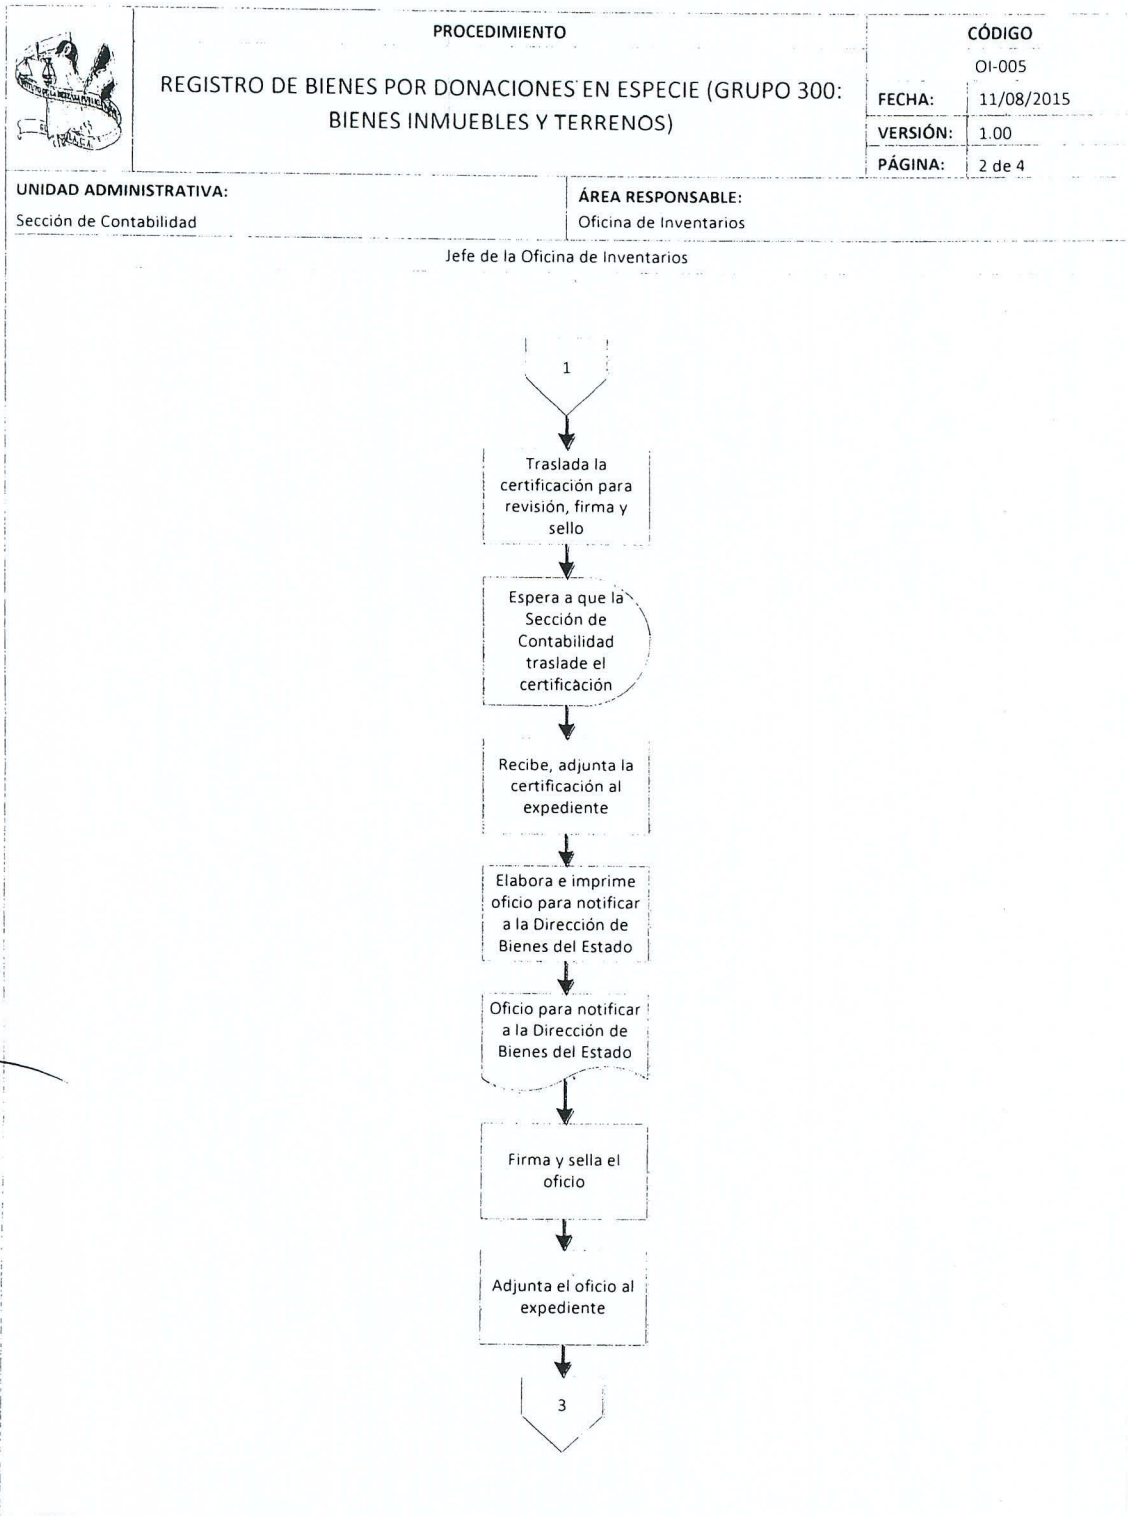 PROCEDIMIENTO
REGISTRO DE BIENES POR DONACIONES EN ESPECIE (GRUPO 300:
BIENES INMUEBLES Y TERRENOS)
CÓDIGO
OI-005
FECHA: 11/08/2015
VERSIÓN: 1.00
PÁGINA: 2 de 4
UNIDAD ADMINISTRATIVA:
Sección de Contabilidad
ÁREA RESPONSABLE:
Oficina de Inventarios
Jefe de la Oficina de Inventarios
1
Traslada la
certificación para
revisión, firma y
sello
Espera a que la
Sección de
Contabilidad
traslade el
certificación
Recibe, adjunta la
certificación al
expediente
Elabora e imprime
oficio para notificar
a la Dirección de
Bienes del Estado
Oficio para notificar
a la Dirección de
Bienes del Estado
Firma y sella el
oficio
Adjunta el oficio al
expediente
3